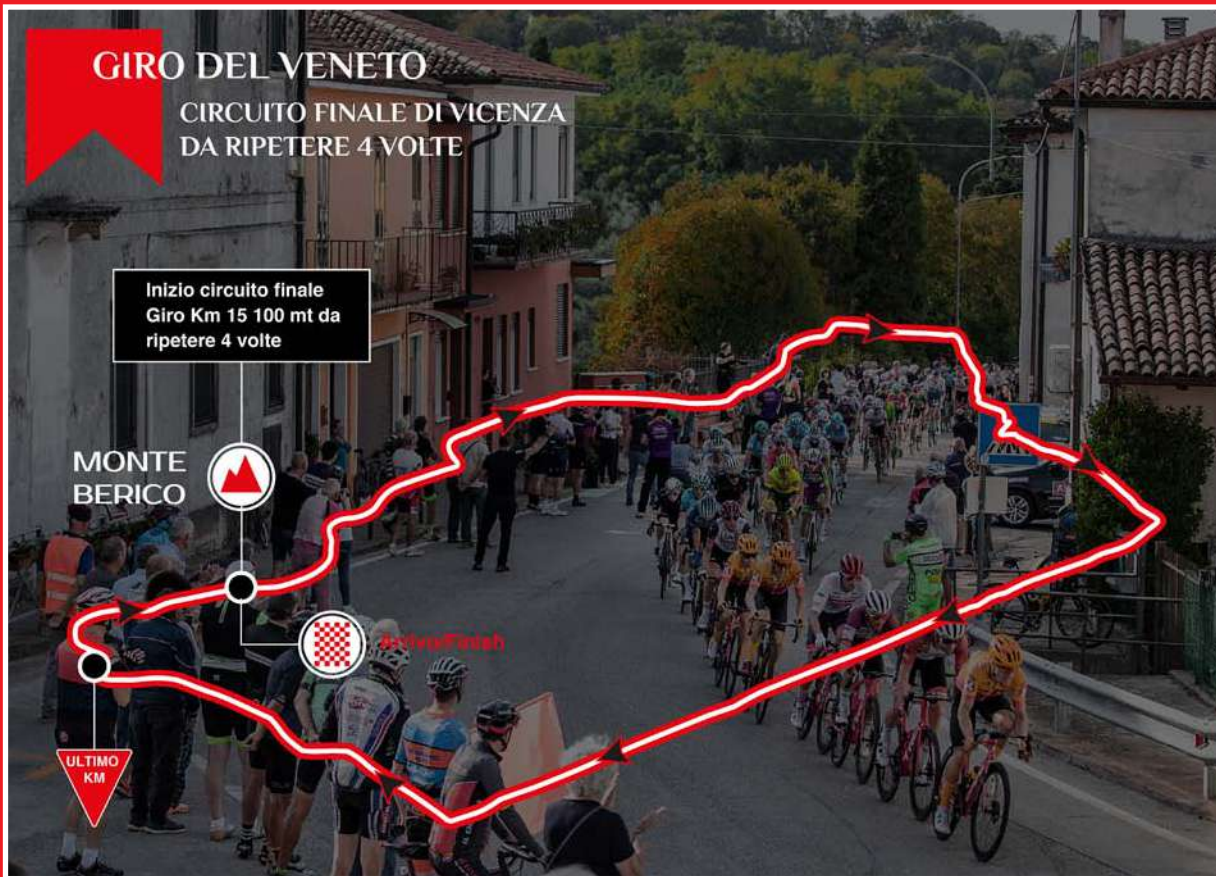 GIRO DEL VENETO
CIRCUITO FINALE DI VICENZA
DA RIPETERE 4 VOLTE
Inizio circuito finale
Giro Km 15 100 mt da
ripetere 4 volte
MONTE
BERICO
Arrivo/Finish
ULTIMO
KM